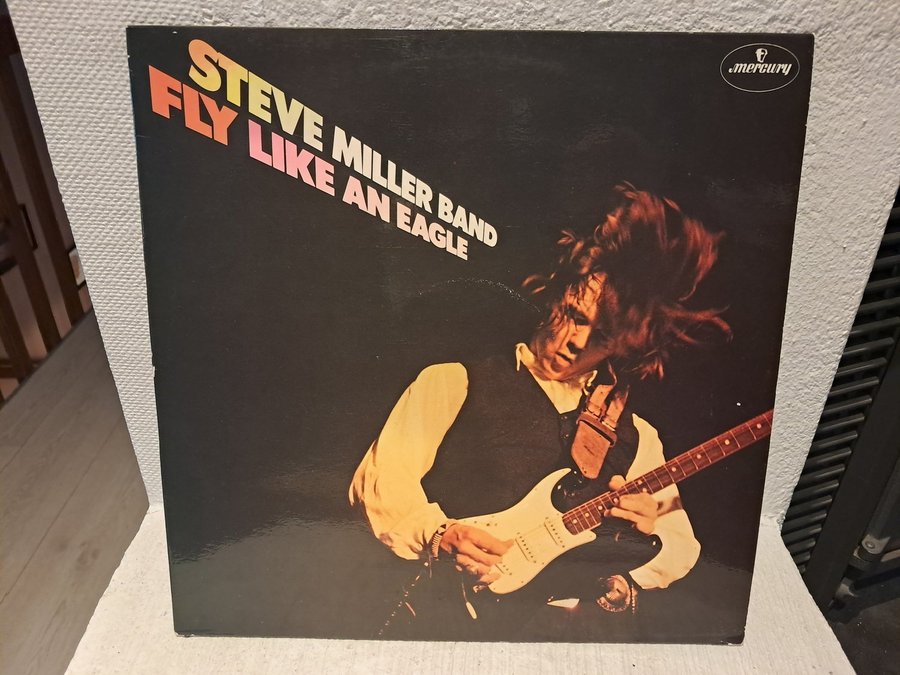 STEVE MILLER BAND
FLY LIKE AN EAGLE
mercury